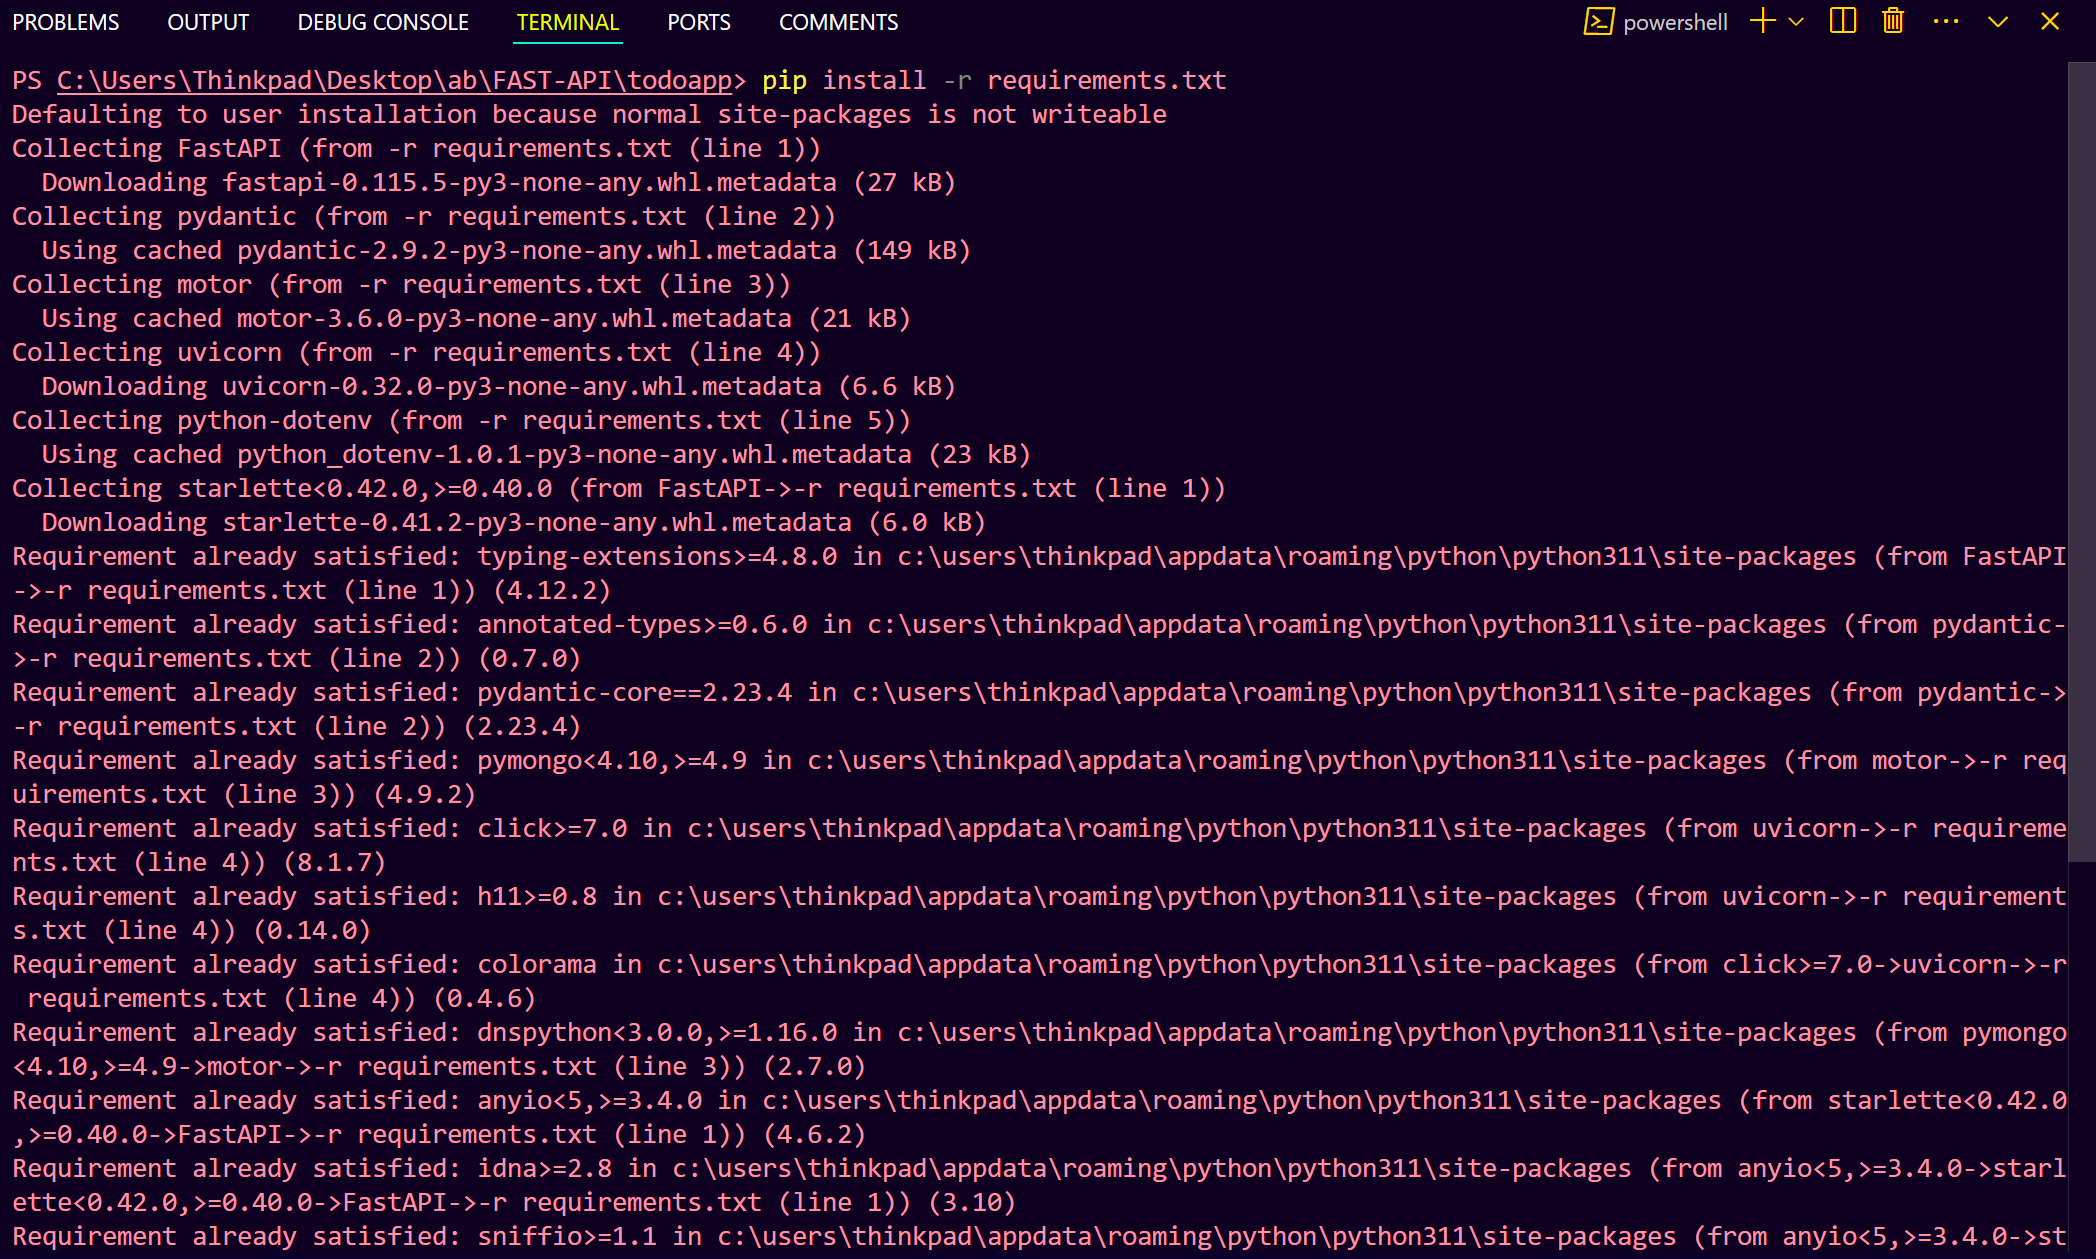 PROBLEMS OUTPUT DEBUG CONSOLE TERMINAL PORTS COMMENTS powershell
PS C:\Users\Thinkpad\Desktop\ab\FAST-API\todoapp> pip install -r requirements.txt
Defaulting to user installation because normal site-packages is not writeable
Collecting FastAPI (from -r requirements.txt (line 1))
  Downloading fastapi-0.115.5-py3-none-any.whl.metadata (27 kB)
Collecting pydantic (from -r requirements.txt (line 2))
  Using cached pydantic-2.9.2-py3-none-any.whl.metadata (149 kB)
Collecting motor (from -r requirements.txt (line 3))
  Using cached motor-3.6.0-py3-none-any.whl.metadata (21 kB)
Collecting uvicorn (from -r requirements.txt (line 4))
  Downloading uvicorn-0.32.0-py3-none-any.whl.metadata (6.6 kB)
Collecting python-dotenv (from -r requirements.txt (line 5))
  Using cached python_dotenv-1.0.1-py3-none-any.whl.metadata (23 kB)
Collecting starlette<0.42.0,>=0.40.0 (from FastAPI->-r requirements.txt (line 1))
  Downloading starlette-0.41.2-py3-none-any.whl.metadata (6.0 kB)
Requirement already satisfied: typing-extensions>=4.8.0 in c:\users\thinkpad\appdata\roaming\python\python311\site-packages (from FastAPI
->-r requirements.txt (line 1)) (4.12.2)
Requirement already satisfied: annotated-types>=0.6.0 in c:\users\thinkpad\appdata\roaming\python\python311\site-packages (from pydantic-
>-r requirements.txt (line 2)) (0.7.0)
Requirement already satisfied: pydantic-core==2.23.4 in c:\users\thinkpad\appdata\roaming\python\python311\site-packages (from pydantic->
-r requirements.txt (line 2)) (2.23.4)
Requirement already satisfied: pymongo<4.10,>=4.9 in c:\users\thinkpad\appdata\roaming\python\python311\site-packages (from motor->-r req
uirements.txt (line 3)) (4.9.2)
Requirement already satisfied: click>=7.0 in c:\users\thinkpad\appdata\roaming\python\python311\site-packages (from uvicorn->-r requireme
nts.txt (line 4)) (8.1.7)
Requirement already satisfied: h11>=0.8 in c:\users\thinkpad\appdata\roaming\python\python311\site-packages (from uvicorn->-r requirement
s.txt (line 4)) (0.14.0)
Requirement already satisfied: colorama in c:\users\thinkpad\appdata\roaming\python\python311\site-packages (from click>=7.0->uvicorn->-r
 requirements.txt (line 4)) (0.4.6)
Requirement already satisfied: dnspython<3.0.0,>=1.16.0 in c:\users\thinkpad\appdata\roaming\python\python311\site-packages (from pymongo
<4.10,>=4.9->motor->-r requirements.txt (line 3)) (2.7.0)
Requirement already satisfied: anyio<5,>=3.4.0 in c:\users\thinkpad\appdata\roaming\python\python311\site-packages (from starlette<0.42.0
,>=0.40.0->FastAPI->-r requirements.txt (line 1)) (4.6.2)
Requirement already satisfied: idna>=2.8 in c:\users\thinkpad\appdata\roaming\python\python311\site-packages (from anyio<5,>=3.4.0->starl
ette<0.42.0,>=0.40.0->FastAPI->-r requirements.txt (line 1)) (3.10)
Requirement already satisfied: sniffio>=1.1 in c:\users\thinkpad\appdata\roaming\python\python311\site-packages (from anyio<5,>=3.4.0->st